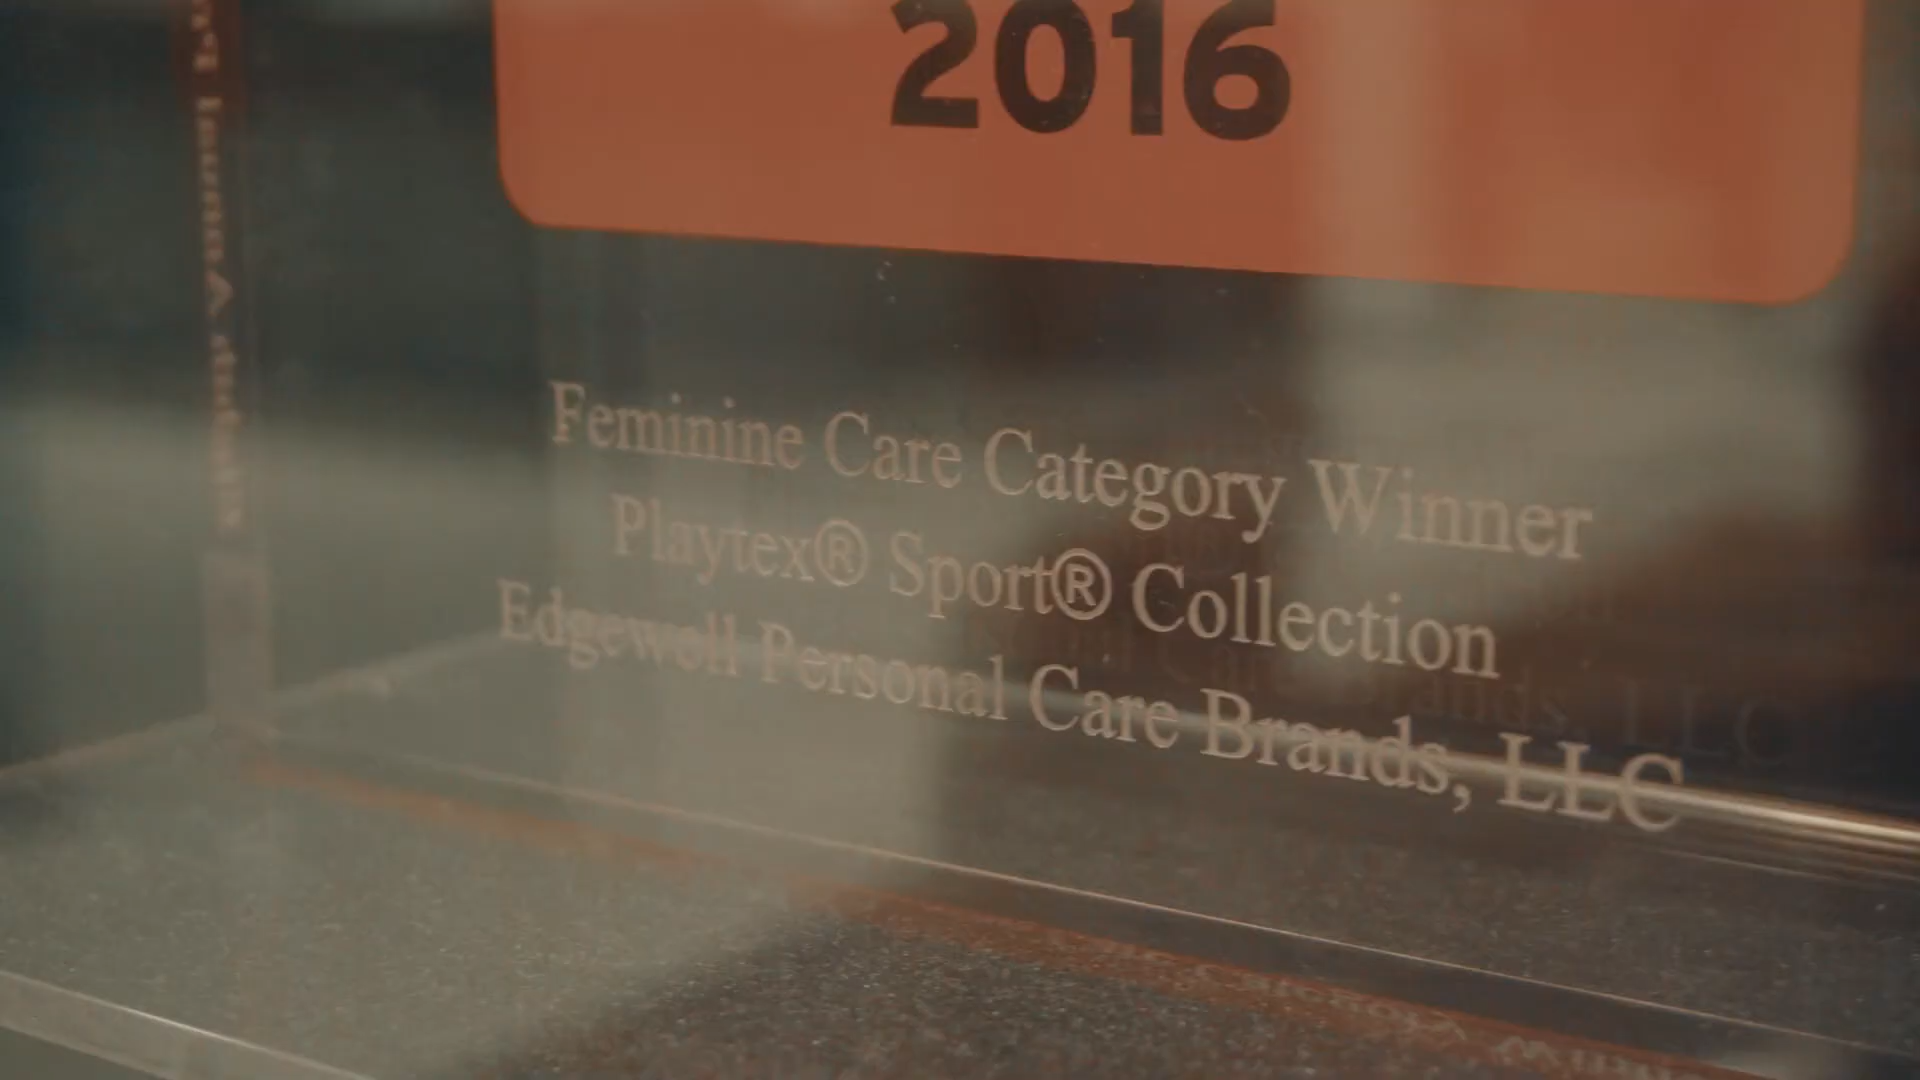 2016
Feminine Care Category Winner
Playtex® Sport® Collection
Edgewell Personal Care Brands, LLC